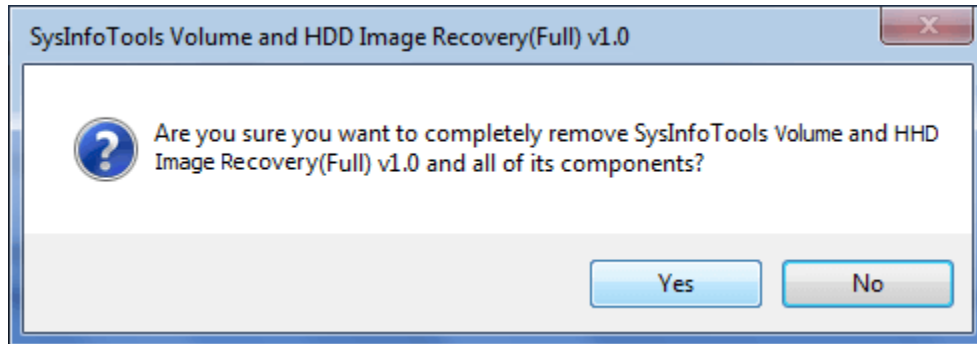 SysInfoTools Volume and HDD Image Recovery(Full) v1.0
Are you sure you want to completely remove SysInfoTools Volume and HHD
Image Recovery(Full) v1.0 and all of its components?
Yes No